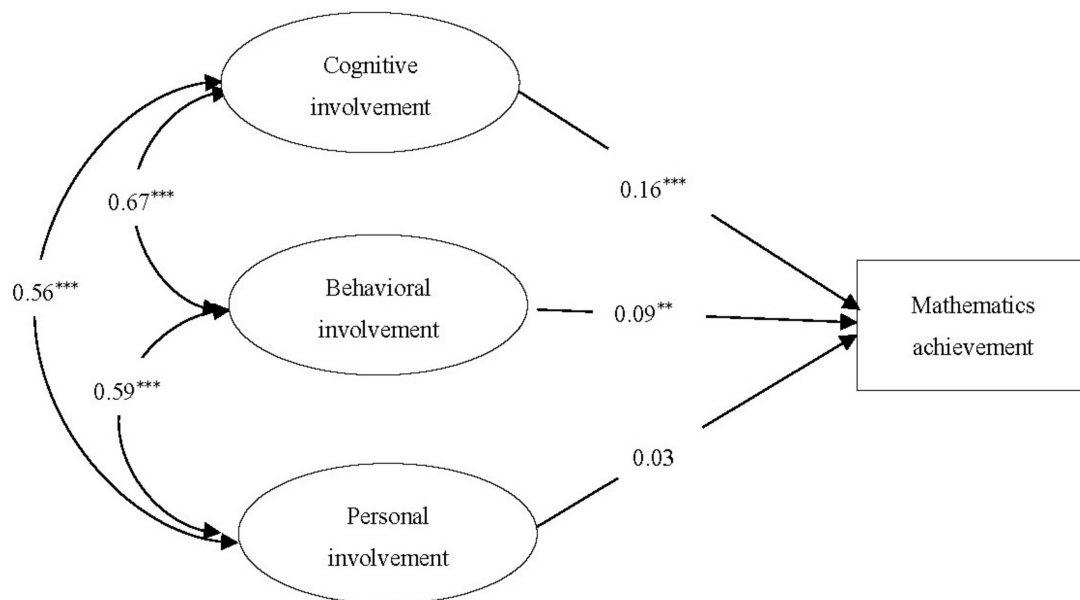 Cognitive
involvement
0.67***
0.16***
0.56***
Behavioral
involvement
0.09**
Mathematics
achievement
0.59***
0.03
Personal
involvement